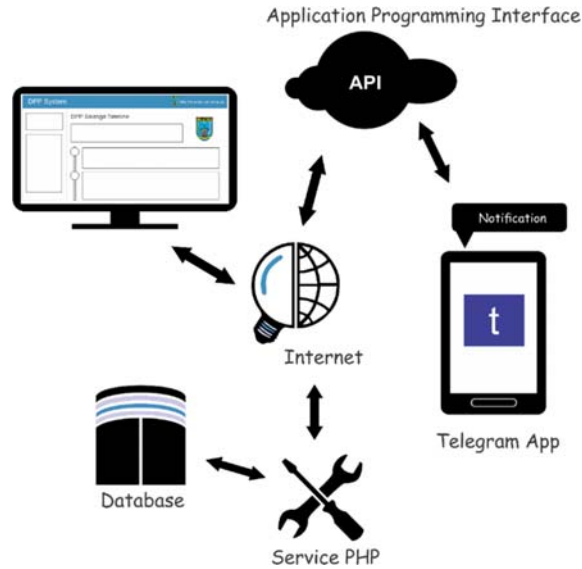 Application Programming Interface
API
DPP System
Notification
t
Internet
Telegram App
Database
Service PHP